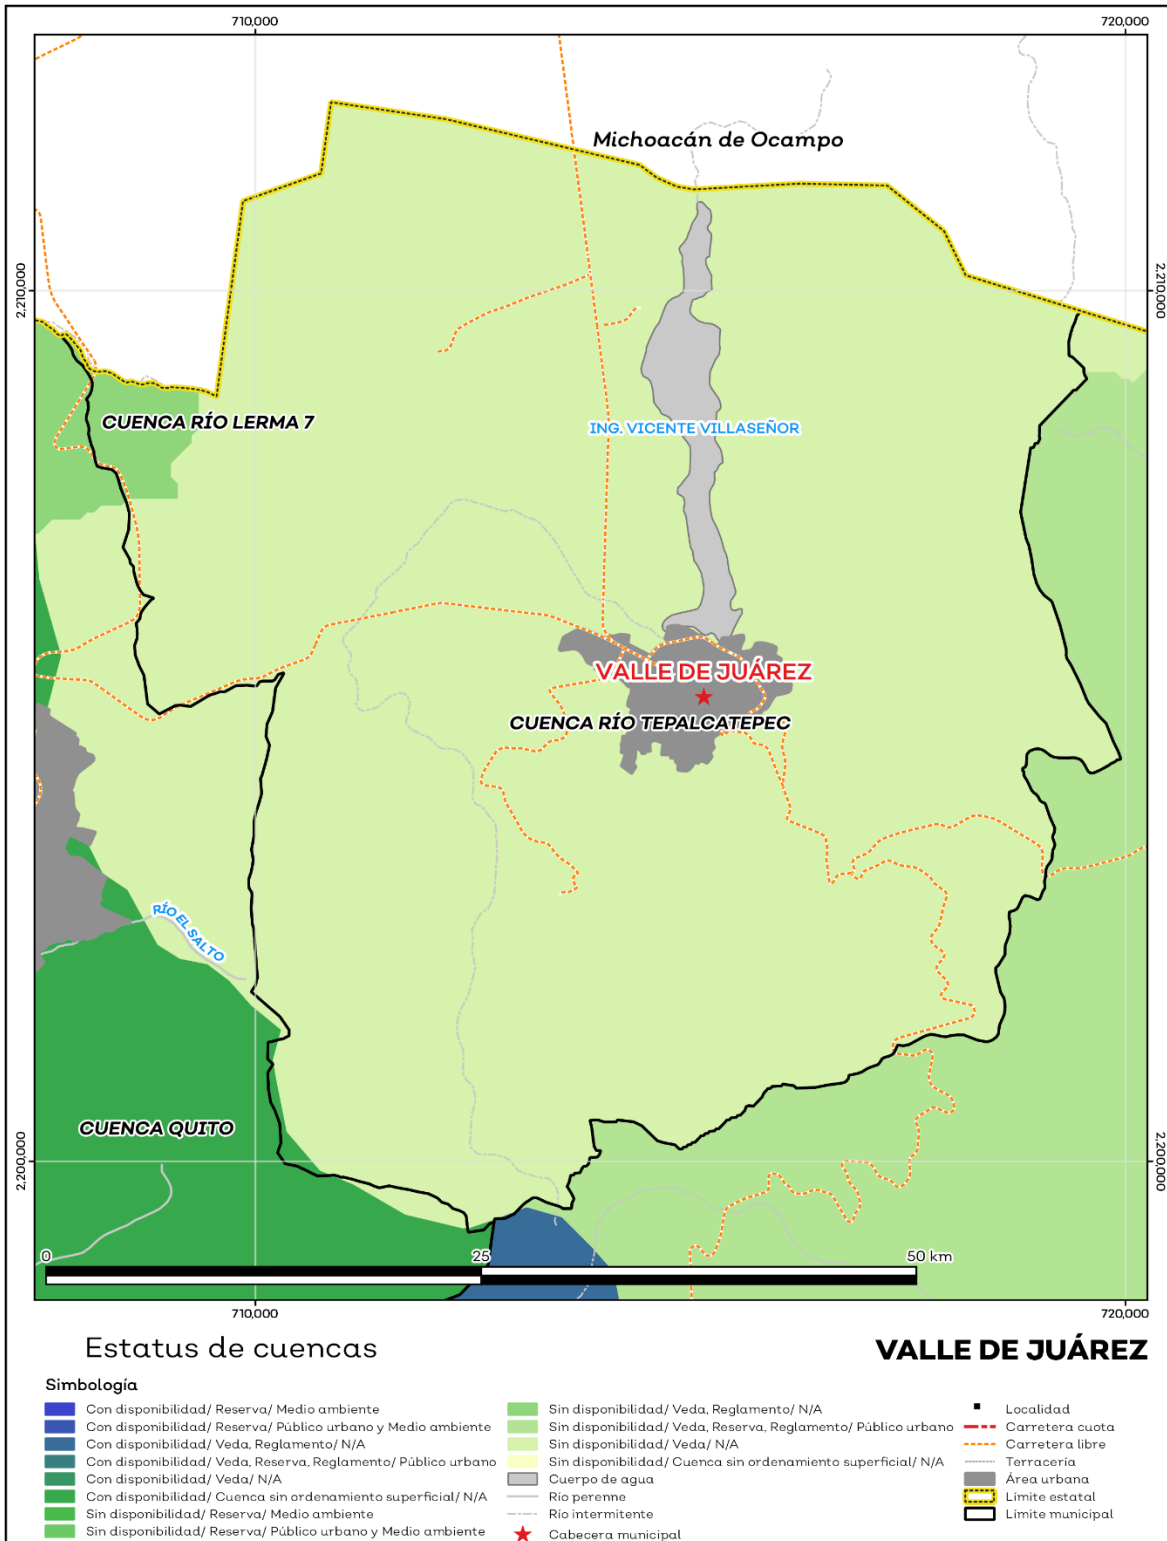 710,000
720,000
Michoacán de Ocampo
2,210,000
2,210,000
CUENCA RÍO LERMA 7
ING. VICENTE VILLASEÑOR
VALLE DE JUÁREZ
CUENCA RÍO TEPALCATEPEC
RÍO EL SALTO
CUENCA QUITO
2,200,000
2,200,000
0
25
50 km
710,000
720,000
Estatus de cuencas
VALLE DE JUÁREZ
Simbología
Con disponibilidad/ Reserva/ Medio ambiente
Con disponibilidad/ Reserva/ Público urbano y Medio ambiente
Con disponibilidad/ Veda, Reglamento/ N/A
Con disponibilidad/ Veda, Reserva, Reglamento/ Público urbano
Con disponibilidad/ Veda/ N/A
Con disponibilidad/ Cuenca sin ordenamiento superficial/ N/A
Sin disponibilidad/ Reserva/ Medio ambiente
Sin disponibilidad/ Reserva/ Público urbano y Medio ambiente
Sin disponibilidad/ Veda, Reglamento/ N/A
Sin disponibilidad/ Veda, Reserva, Reglamento/ Público urbano
Sin disponibilidad/ Veda/ N/A
Sin disponibilidad/ Cuenca sin ordenamiento superficial/ N/A
Cuerpo de agua
Río perenne
Río intermitente
Cabecera municipal
Localidad
Carretera cuota
Carretera libre
Terracería
Área urbana
Límite estatal
Límite municipal